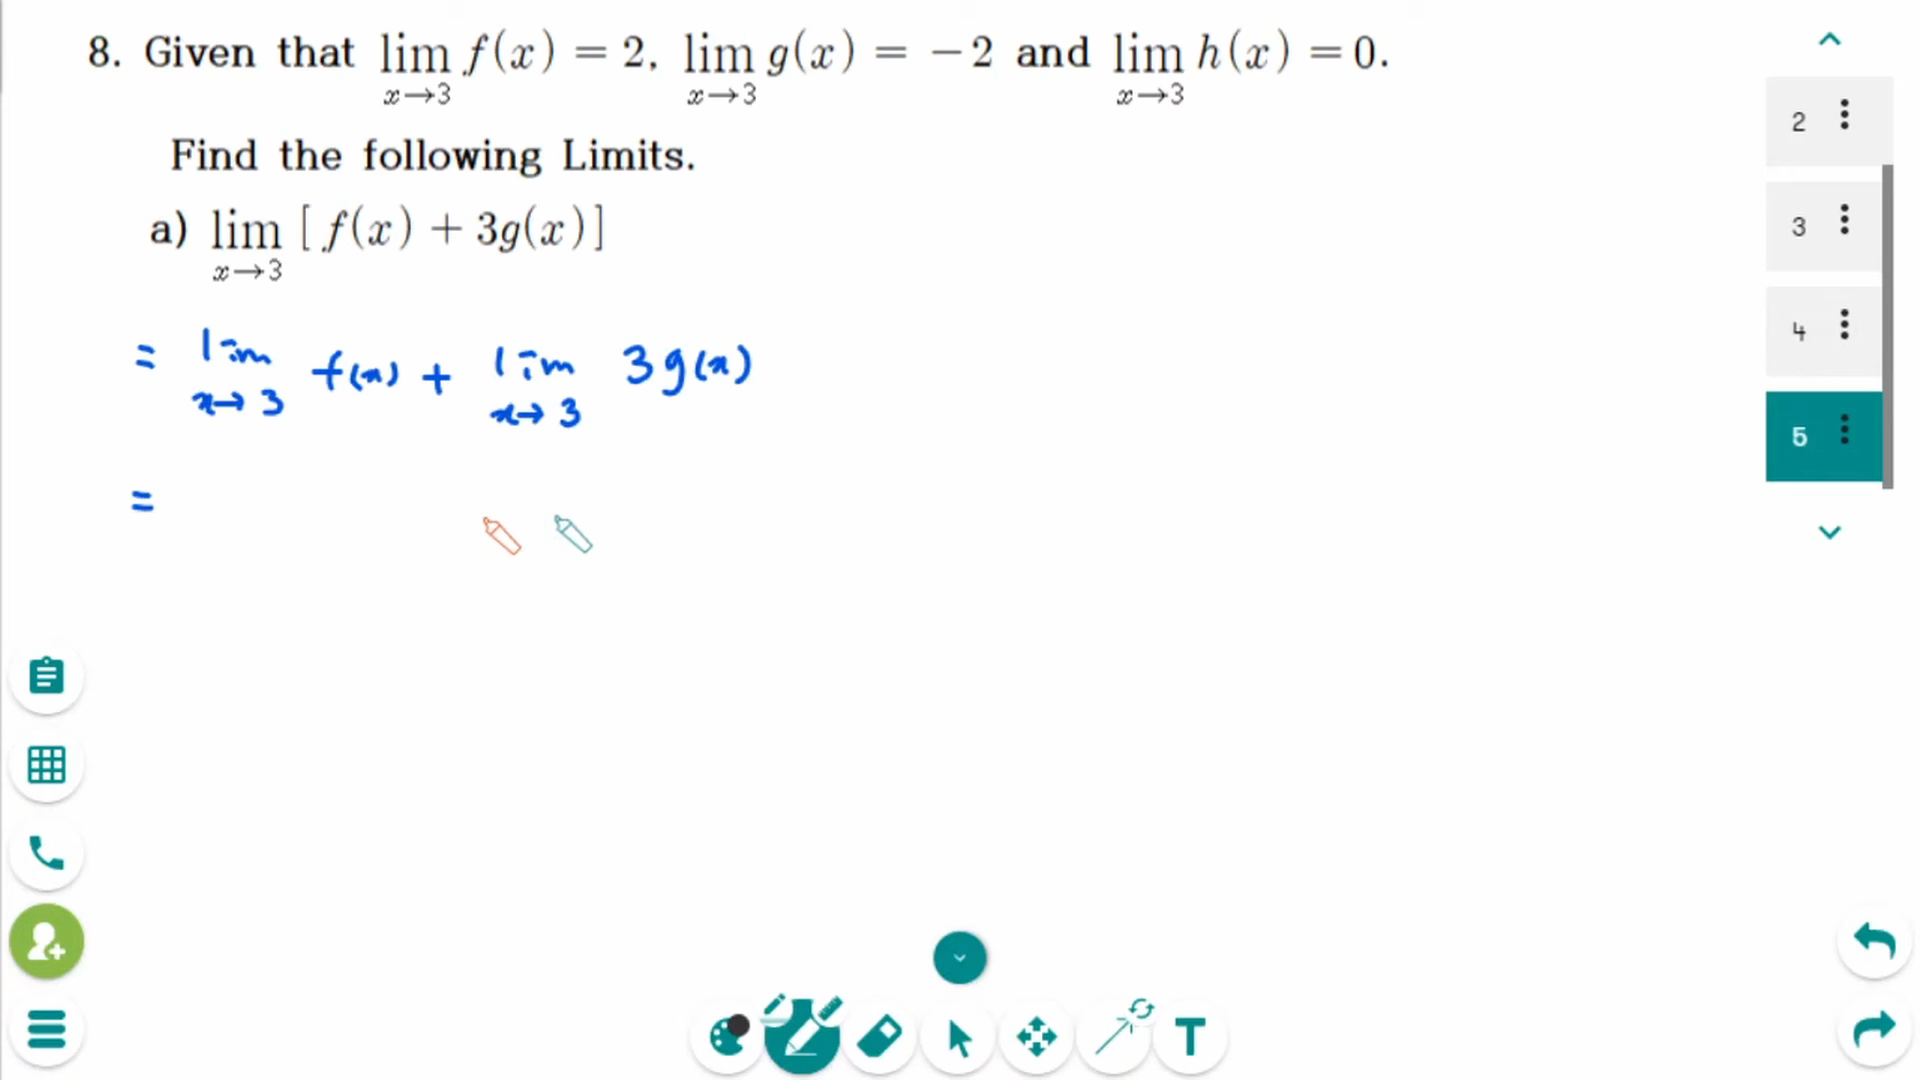 8. Given that lim f(x) = 2, lim g(x) = −2 and lim h(x) = 0.
x→3 x→3 x→3
Find the following Limits.
a) lim [f(x) + 3g(x)]
x→3
= lim f(x) + lim 3g(x)
x→3 x→3
=
2
3
4
5
T